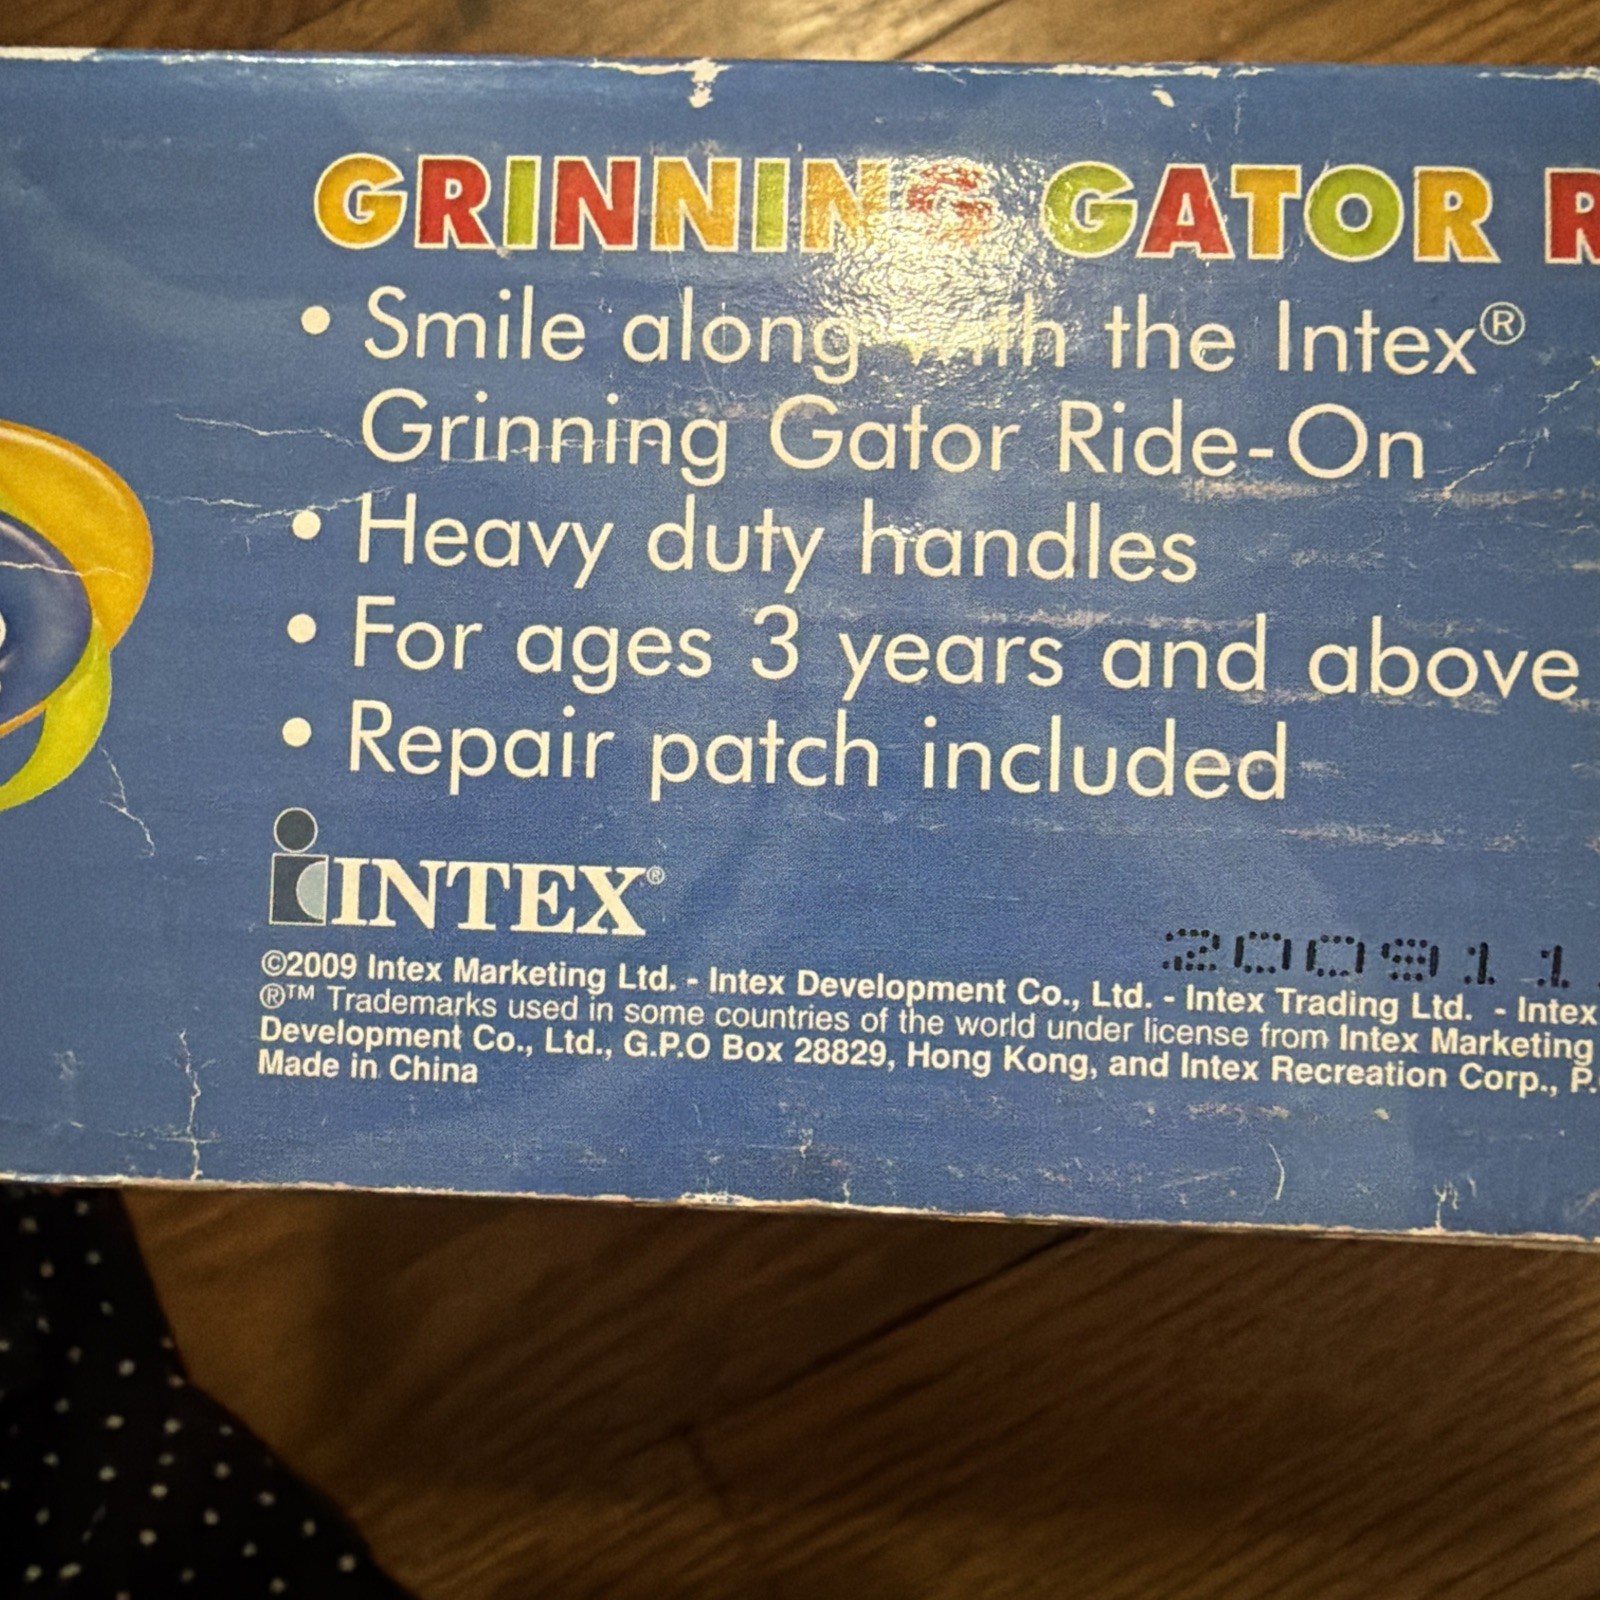 GRINNING GATOR R
• Smile along with the Intex®
Grinning Gator Ride-On
• Heavy duty handles
• For ages 3 years and above
• Repair patch included
INTEX®
200911
©2009 Intex Marketing Ltd. - Intex Development Co., Ltd. - Intex Trading Ltd. - Intex
®™ Trademarks used in some countries of the world under license from Intex Marketing
Development Co., Ltd., G.P.O Box 28829, Hong Kong, and Intex Recreation Corp., P.
Made in China